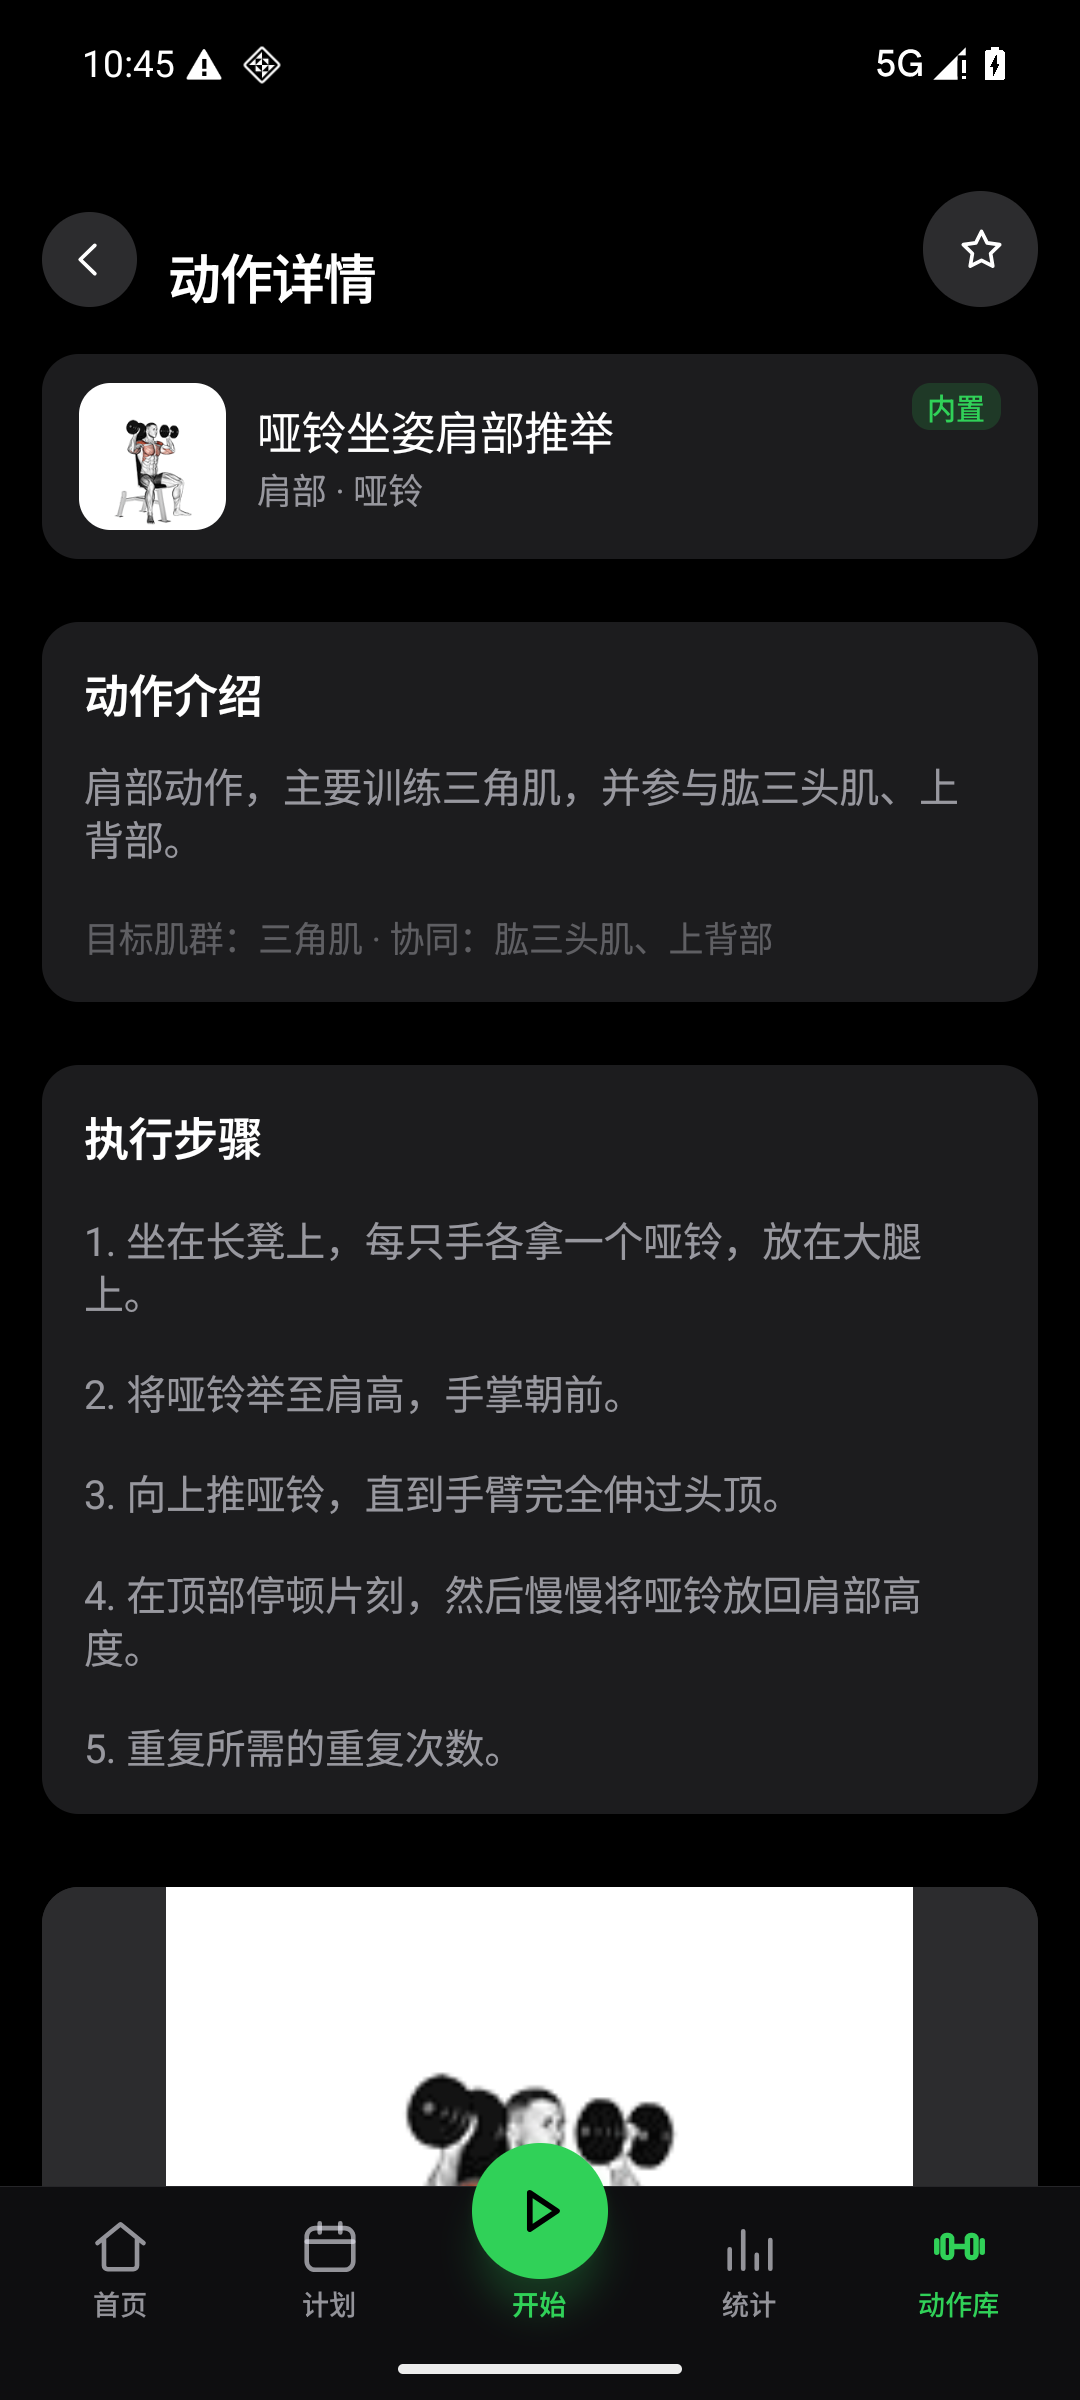 10:45
5G
动作详情
哑铃坐姿肩部推举
内置
肩部 · 哑铃
动作介绍
肩部动作，主要训练三角肌，并参与肱三头肌、上
背部。
目标肌群：三角肌 · 协同：肱三头肌、上背部
执行步骤
1. 坐在长凳上，每只手各拿一个哑铃，放在大腿
上。
2. 将哑铃举至肩高，手掌朝前。
3. 向上推哑铃，直到手臂完全伸过头顶。
4. 在顶部停顿片刻，然后慢慢将哑铃放回肩部高
度。
5. 重复所需的重复次数。
首页
计划
开始
统计
动作库